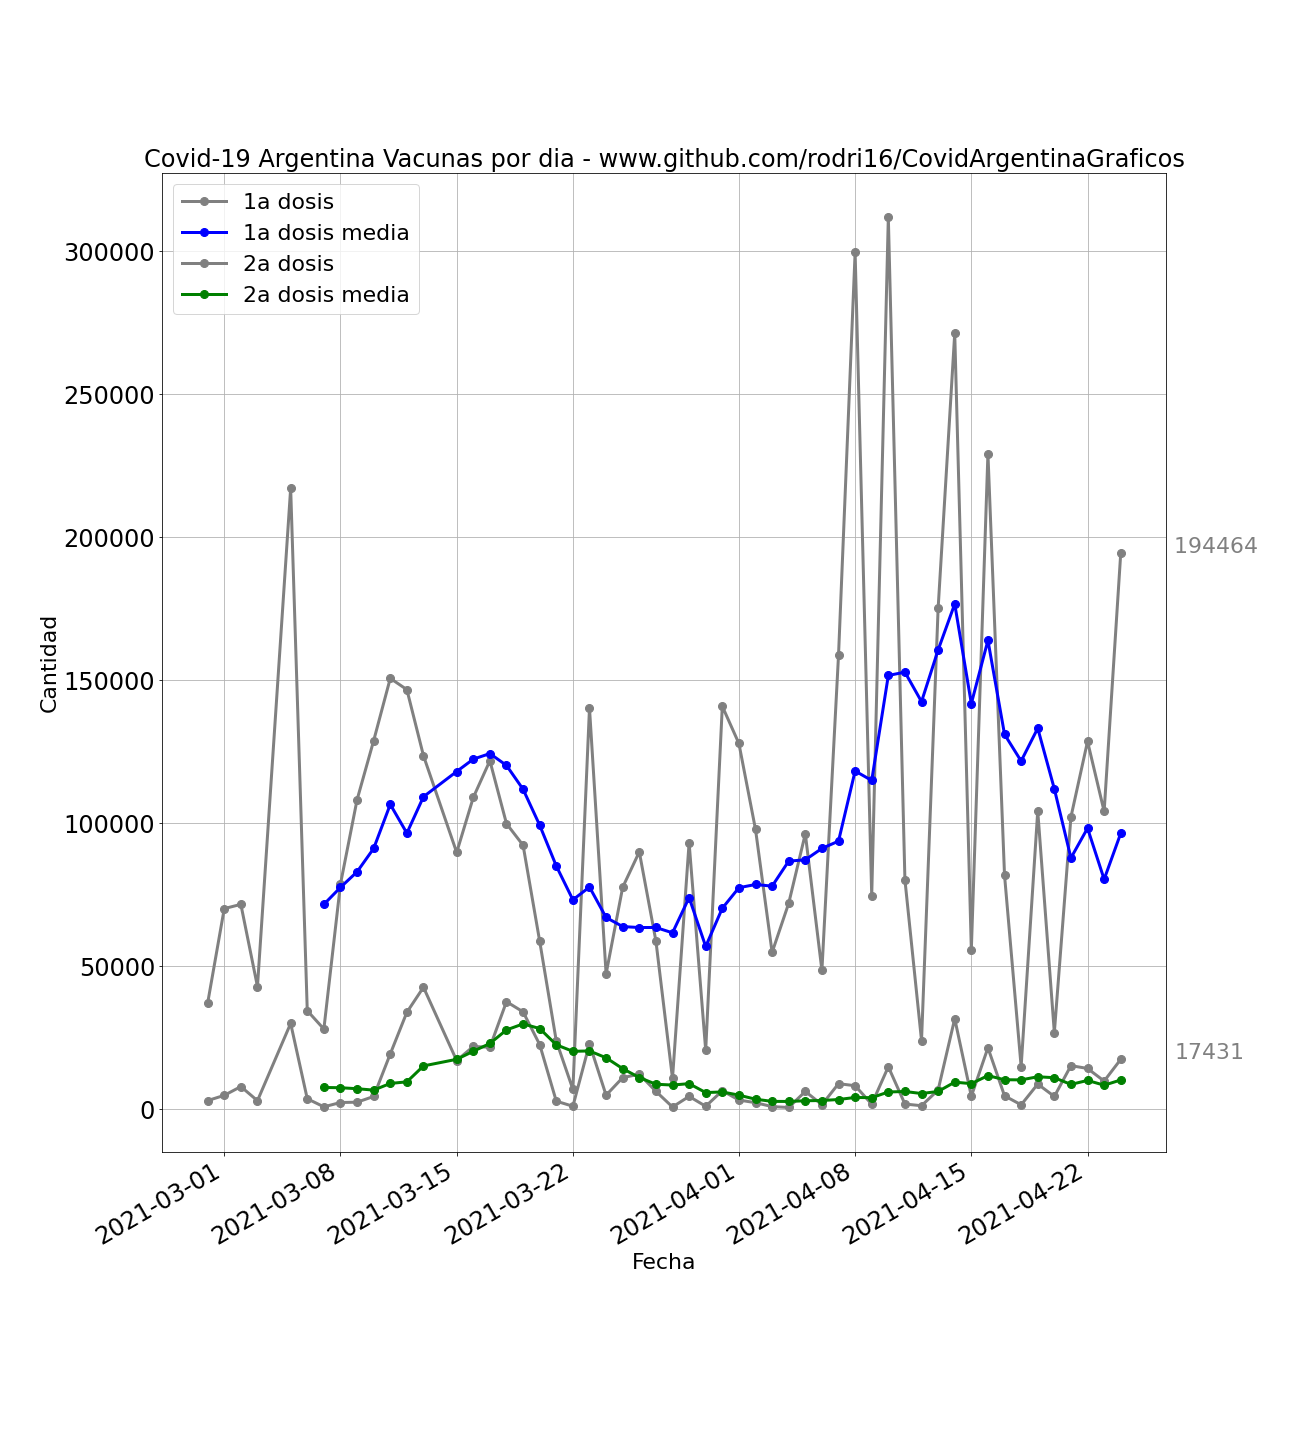 Covid-19 Argentina Vacunas por dia - www.github.com/rodri16/CovidArgentinaGraficos
1a dosis
1a dosis media
2a dosis
2a dosis media
300000
250000
200000
150000
100000
50000
0
Cantidad
194464
17431
2021-03-01
2021-03-08
2021-03-15
2021-03-22
2021-04-01
2021-04-08
2021-04-15
2021-04-22
Fecha